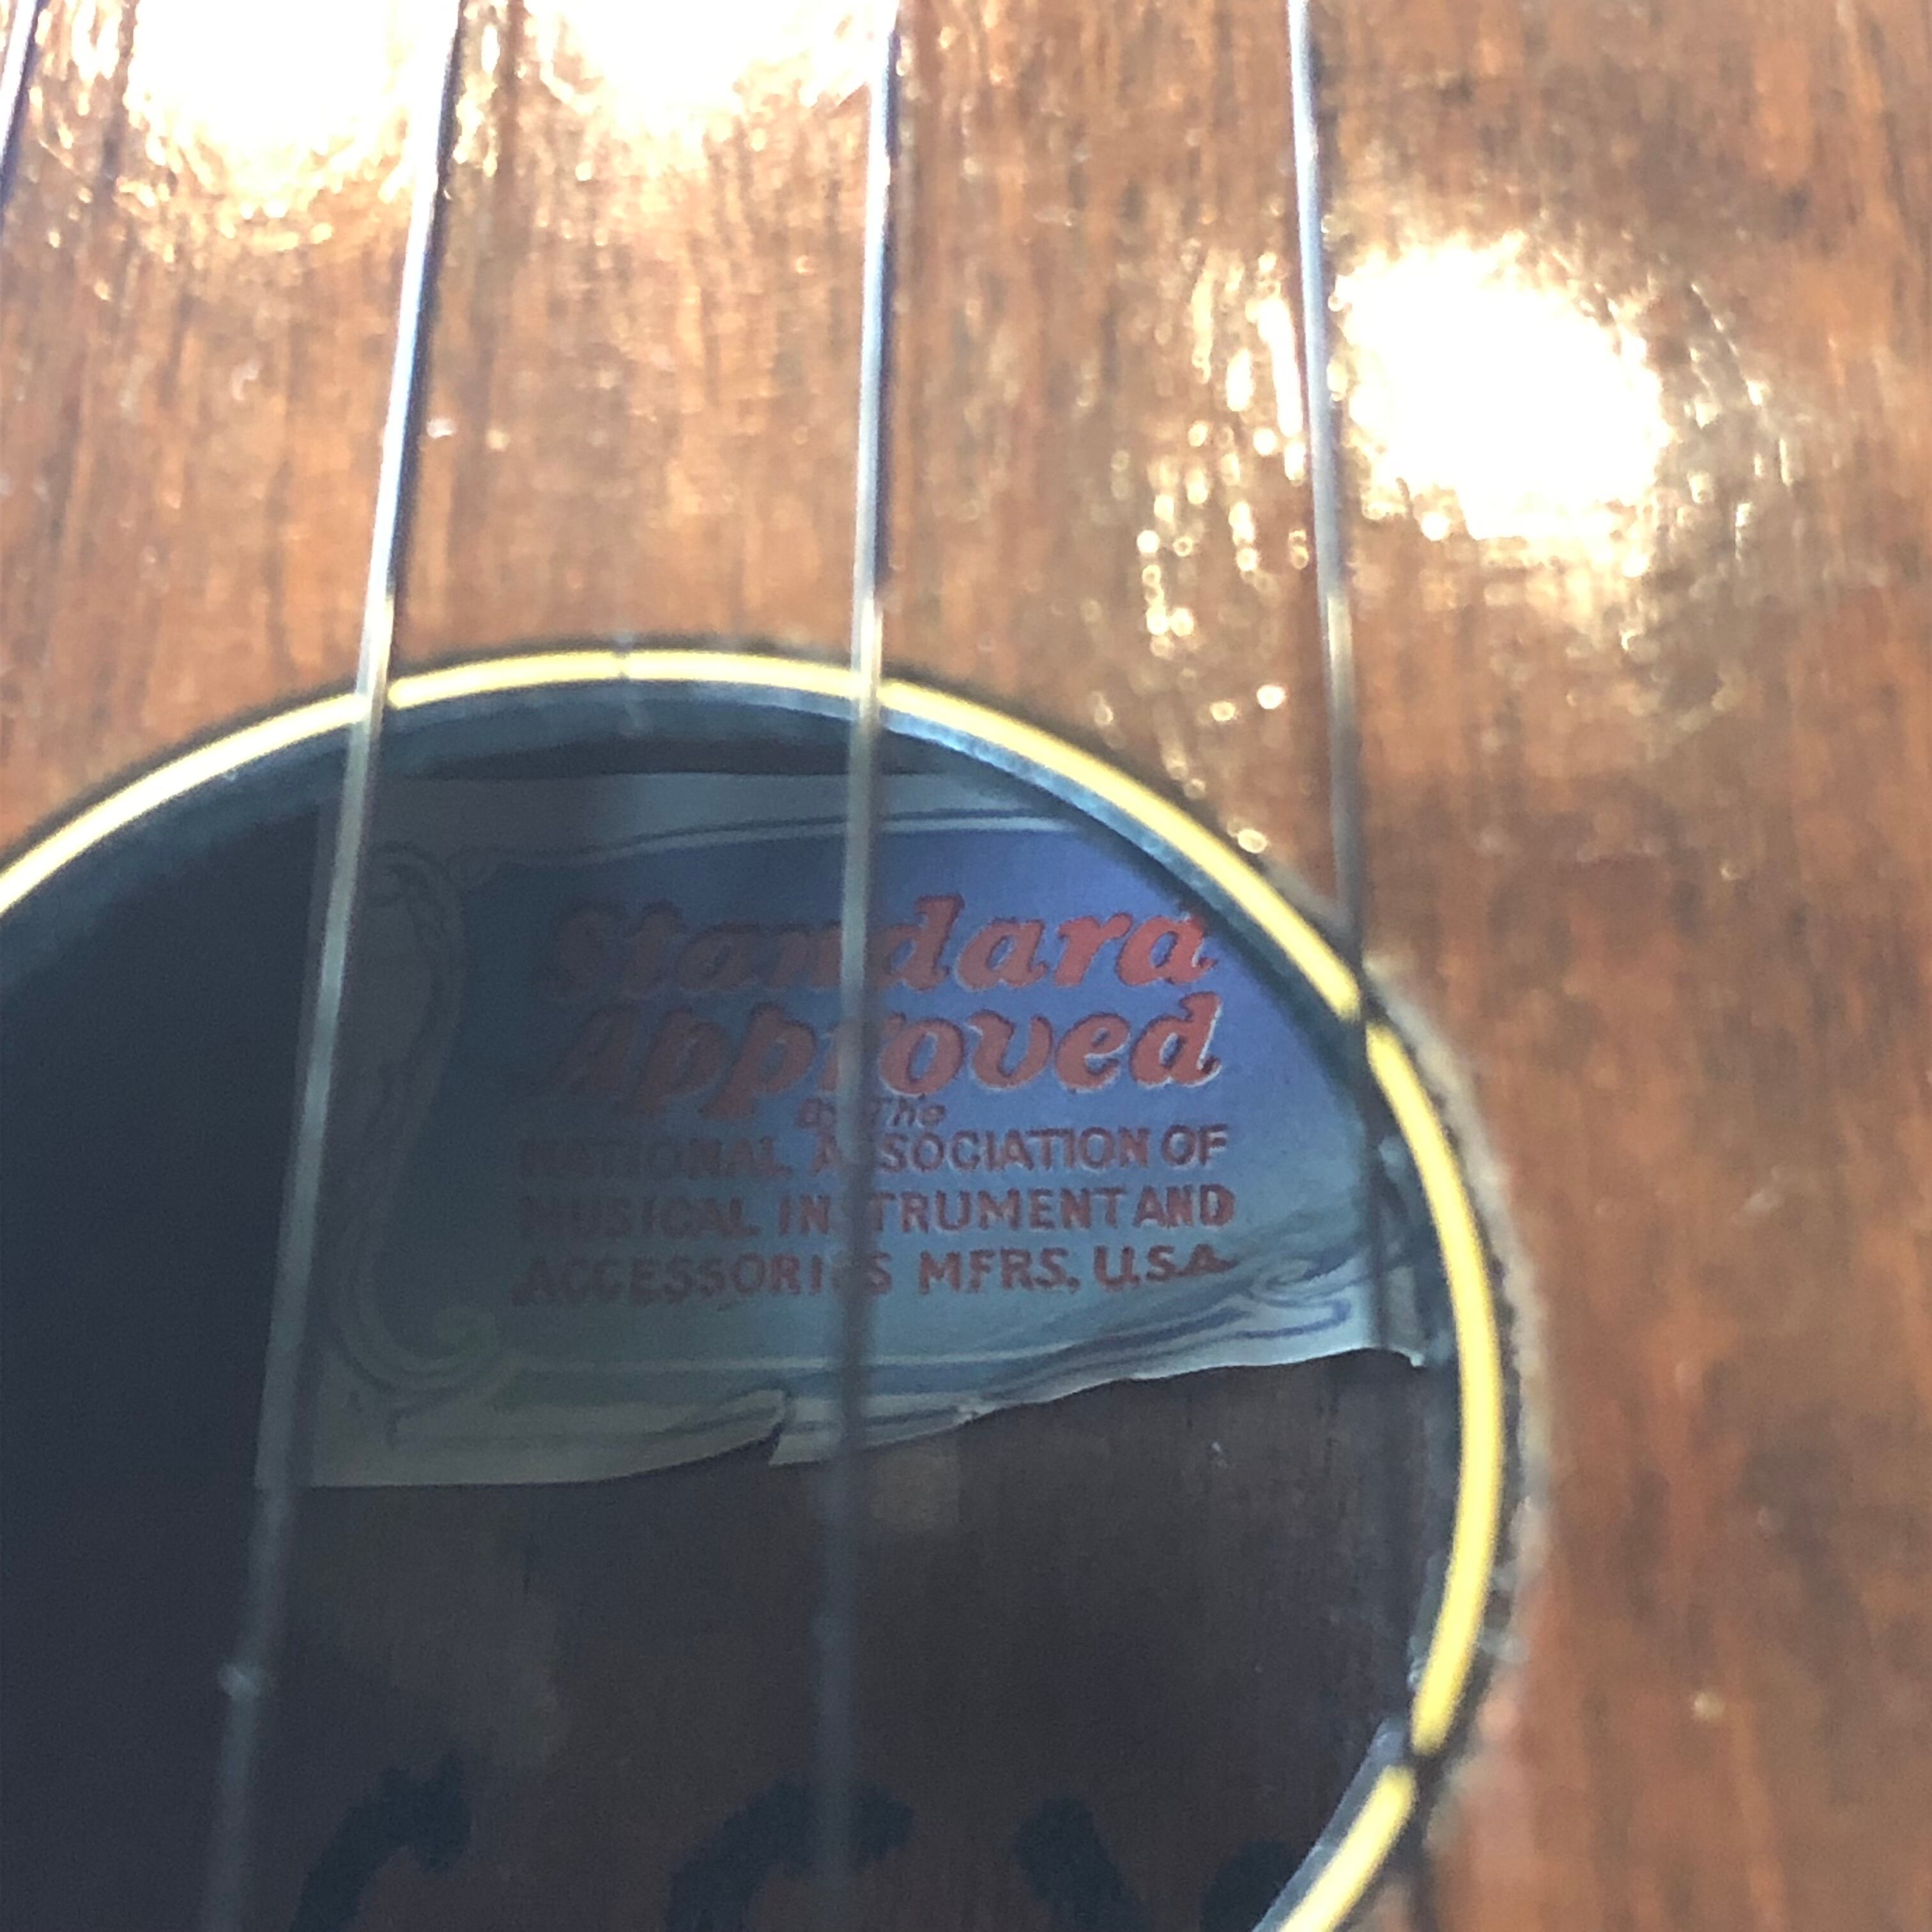 Standard
Approved
By The
NATIONAL ASSOCIATION OF
MUSICAL INSTRUMENT AND
ACCESSORIES MFRS. U.S.A.